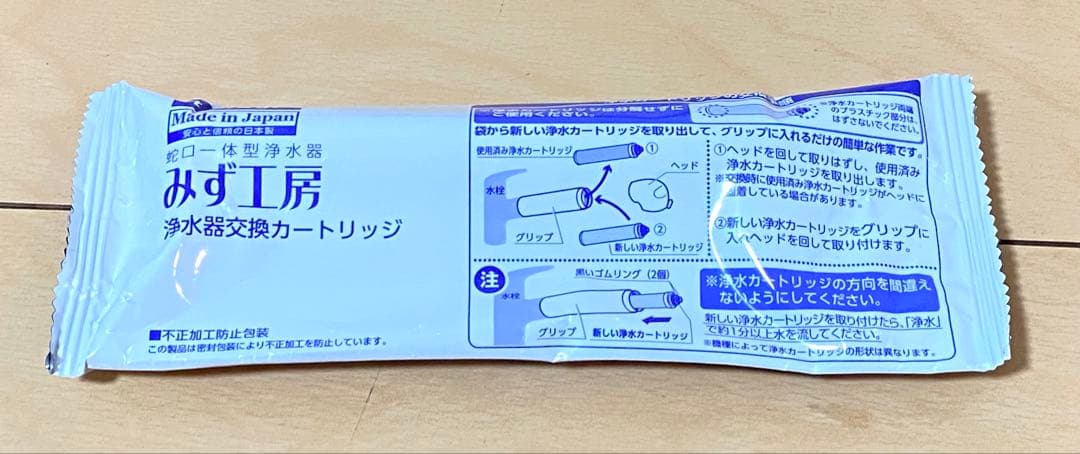 Made in Japan
安心と信頼の日本製
蛇口一体型浄水器
みず工房
浄水器交換カートリッジ
■不正加工防止包装
この製品は密封包装により不正加工を防止しています。
カートリッジは分解せずに
ご使用ください。
※浄水カートリッジ両端
のプラスチック部分は、
はずさないでください。
袋から新しい浄水カートリッジを取り出して、グリップに入れるだけの簡単な作業です。
使用済み浄水カートリッジ
①
ヘッド
水栓
グリップ
②
新しい浄水カートリッジ
①ヘッドを回して取りはずし、使用済み
浄水カートリッジを取り出します。
※交換時に使用済み浄水カートリッジがヘッドに
固着している場合があります。
②新しい浄水カートリッジをグリップに
入れヘッドを回して取り付けます。
注
黒いゴムリング（2個）
水栓
グリップ
新しい浄水カートリッジ
※浄水カートリッジの方向を間違え
ないようにしてください。
新しい浄水カートリッジを取り付けたら、「浄水」
で約1分以上水を流してください。
※機種によって浄水カートリッジの形状は異なります。